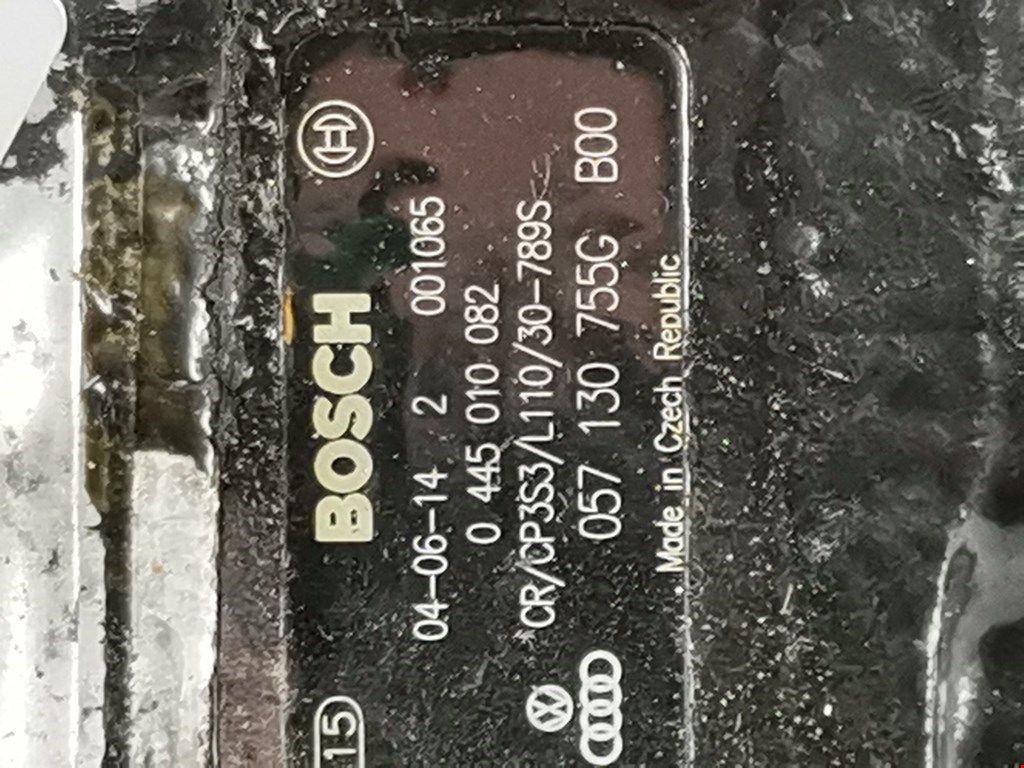 15 BOSCH
04-06-14 2 001065
0 445 010 082
CR/CP3S3/L110/30-789S
057 130 755G B00
Made in Czech Republic